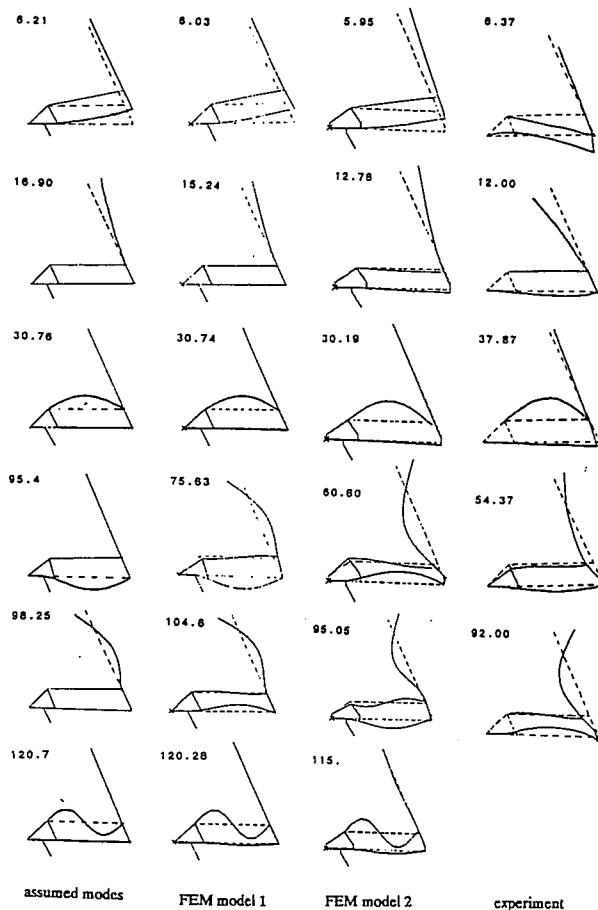 6.21 6.03 5.95 6.37
16.90 15.24 12.78 12.00
30.76 30.74 30.19 37.87
95.4 75.63 60.60 54.37
98.25 104.6 95.05 92.00
120.7 120.28 115.
assumed modes FEM model 1 FEM model 2 experiment